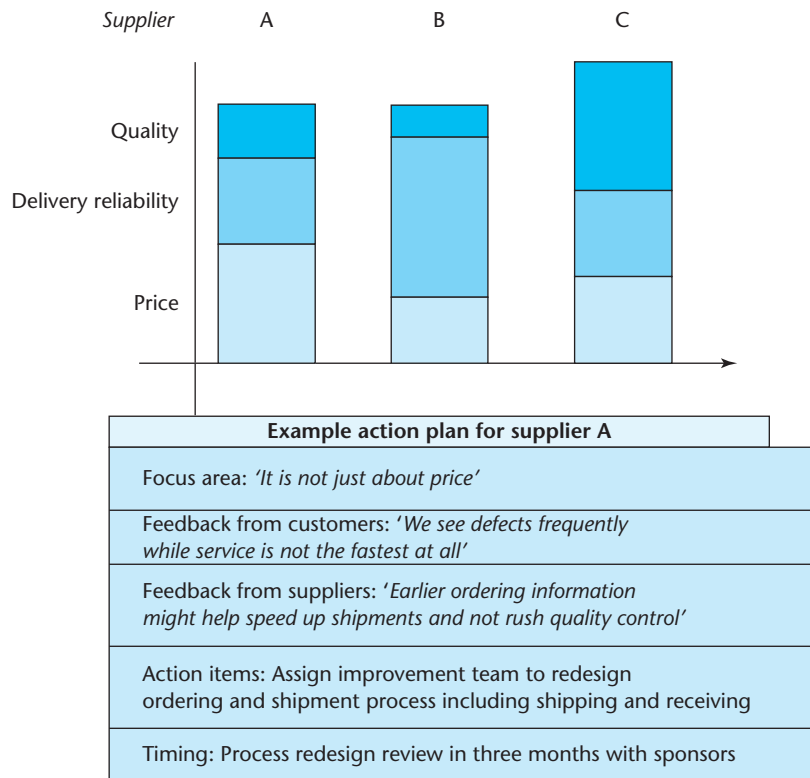 Supplier A B C
Quality
Delivery reliability
Price
Example action plan for supplier A
Focus area: ‘It is not just about price’
Feedback from customers: ‘We see defects frequently
while service is not the fastest at all’
Feedback from suppliers: ‘Earlier ordering information
might help speed up shipments and not rush quality control’
Action items: Assign improvement team to redesign
ordering and shipment process including shipping and receiving
Timing: Process redesign review in three months with sponsors